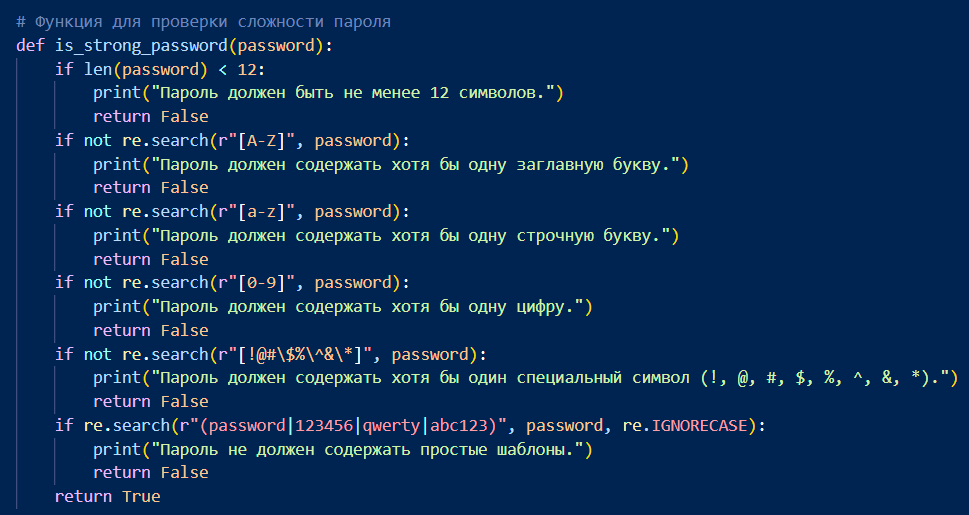 # Функция для проверки сложности пароля
def is_strong_password(password):
    if len(password) < 12:
        print("Пароль должен быть не менее 12 символов.")
        return False
    if not re.search(r"[A-Z]", password):
        print("Пароль должен содержать хотя бы одну заглавную букву.")
        return False
    if not re.search(r"[a-z]", password):
        print("Пароль должен содержать хотя бы одну строчную букву.")
        return False
    if not re.search(r"[0-9]", password):
        print("Пароль должен содержать хотя бы одну цифру.")
        return False
    if not re.search(r"[!@#\$%\^&\*]", password):
        print("Пароль должен содержать хотя бы один специальный символ (!, @, #, $, %, ^, &, *).")
        return False
    if re.search(r"(password|123456|qwerty|abc123)", password, re.IGNORECASE):
        print("Пароль не должен содержать простые шаблоны.")
        return False
    return True